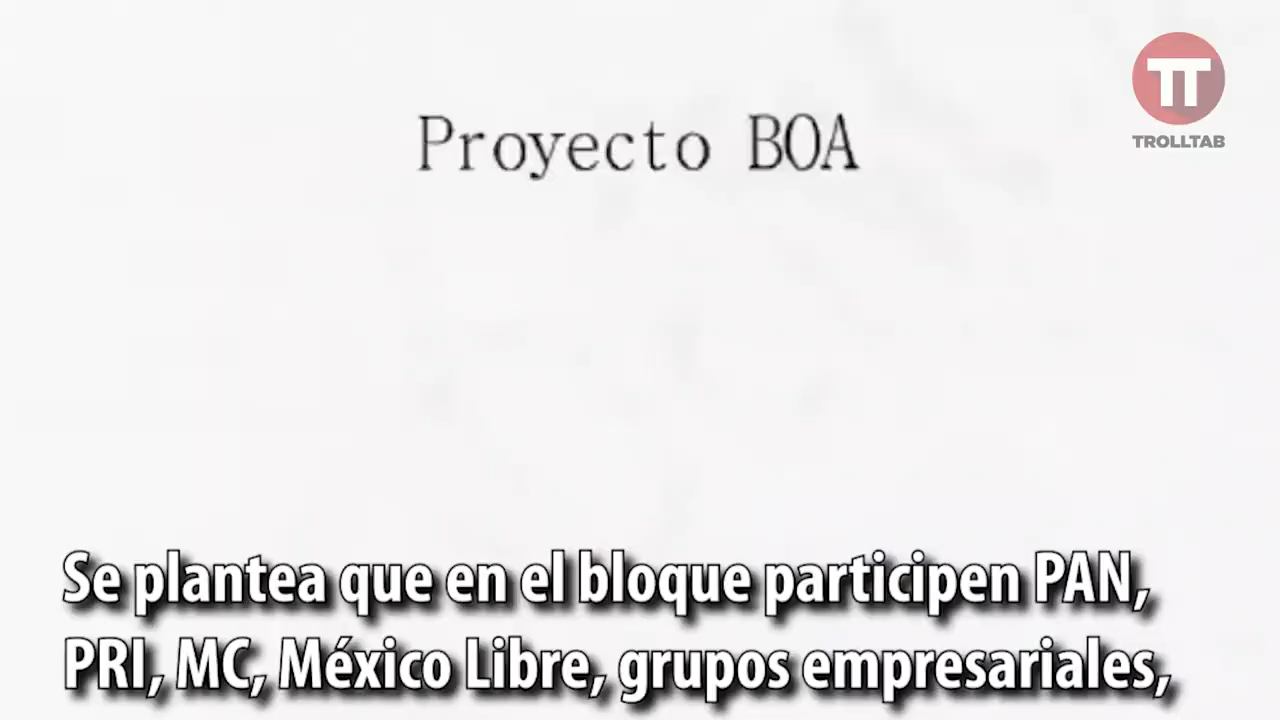 TT
TROLLTAB
Proyecto BOA
Se plantea que en el bloque participen PAN,
PRI, MC, México Libre, grupos empresariales,